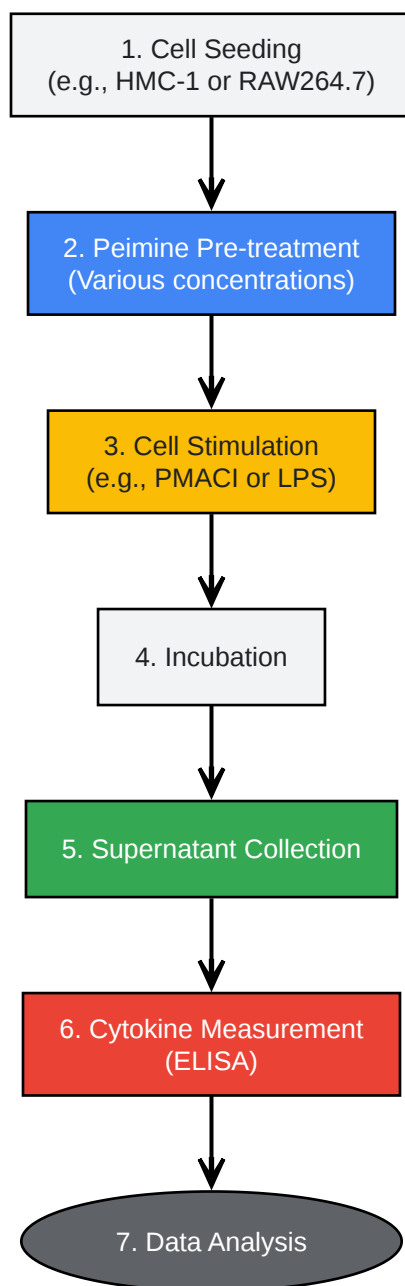 1. Cell Seeding
(e.g., HMC-1 or RAW264.7)
2. Peimine Pre-treatment
(Various concentrations)
3. Cell Stimulation
(e.g., PMACI or LPS)
4. Incubation
5. Supernatant Collection
6. Cytokine Measurement
(ELISA)
7. Data Analysis